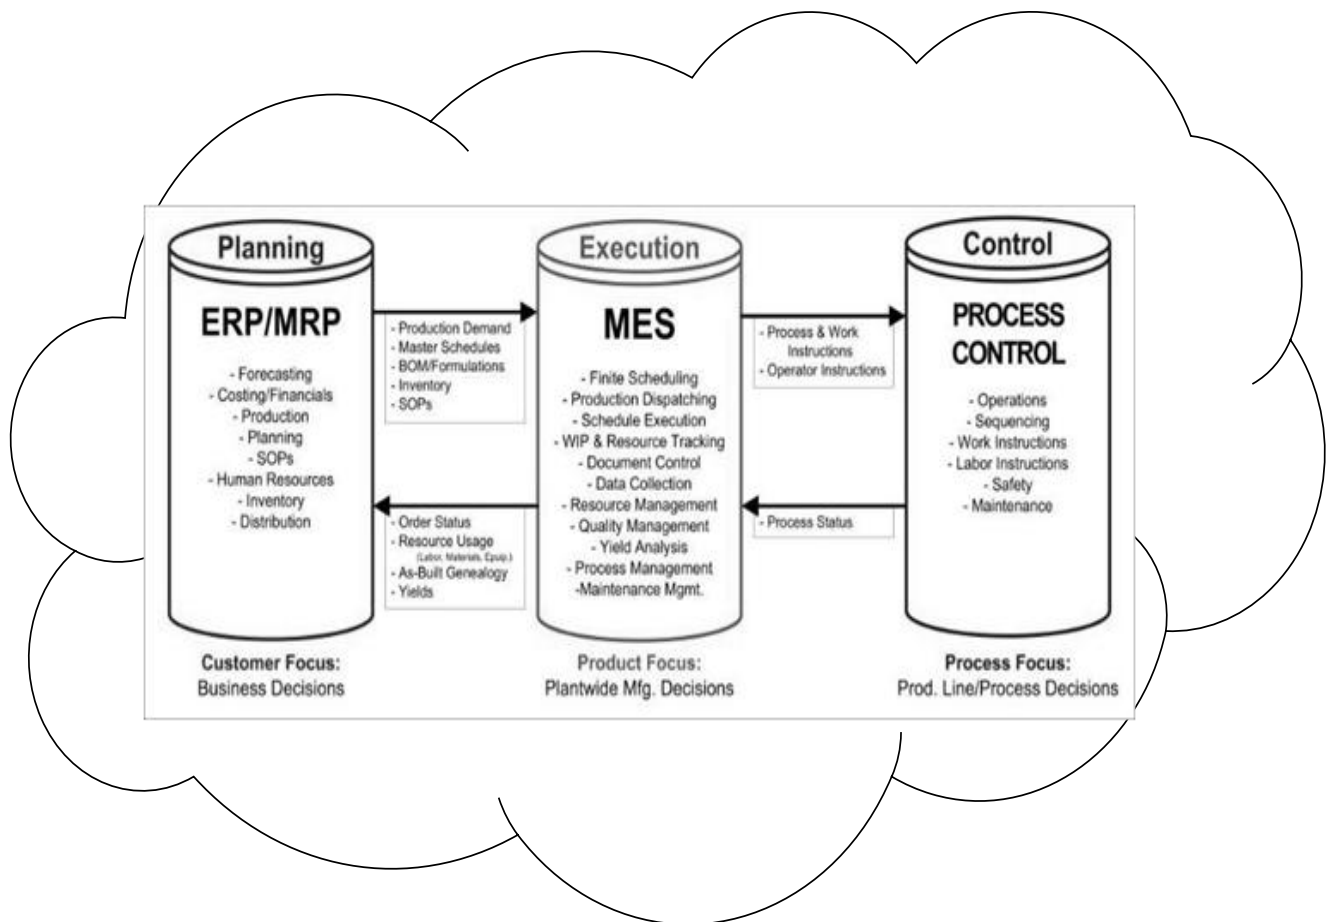 Planning
ERP/MRP
- Forecasting
- Costing/Financials
- Production
- Planning
- SOPs
- Human Resources
- Inventory
- Distribution
Customer Focus:
Business Decisions
- Production Demand
- Master Schedules
- BOM/Formulations
- Inventory
- SOPs
- Order Status
- Resource Usage
(Labor, Materials, Equip.)
- As-Built Genealogy
- Yields
Execution
MES
- Finite Scheduling
- Production Dispatching
- Schedule Execution
- WIP & Resource Tracking
- Document Control
- Data Collection
- Resource Management
- Quality Management
- Yield Analysis
- Process Management
-Maintenance Mgmt.
Product Focus:
Plantwide Mfg. Decisions
- Process & Work
Instructions
- Operator Instructions
- Process Status
Control
PROCESS
CONTROL
- Operations
- Sequencing
- Work Instructions
- Labor Instructions
- Safety
- Maintenance
Process Focus:
Prod. Line/Process Decisions